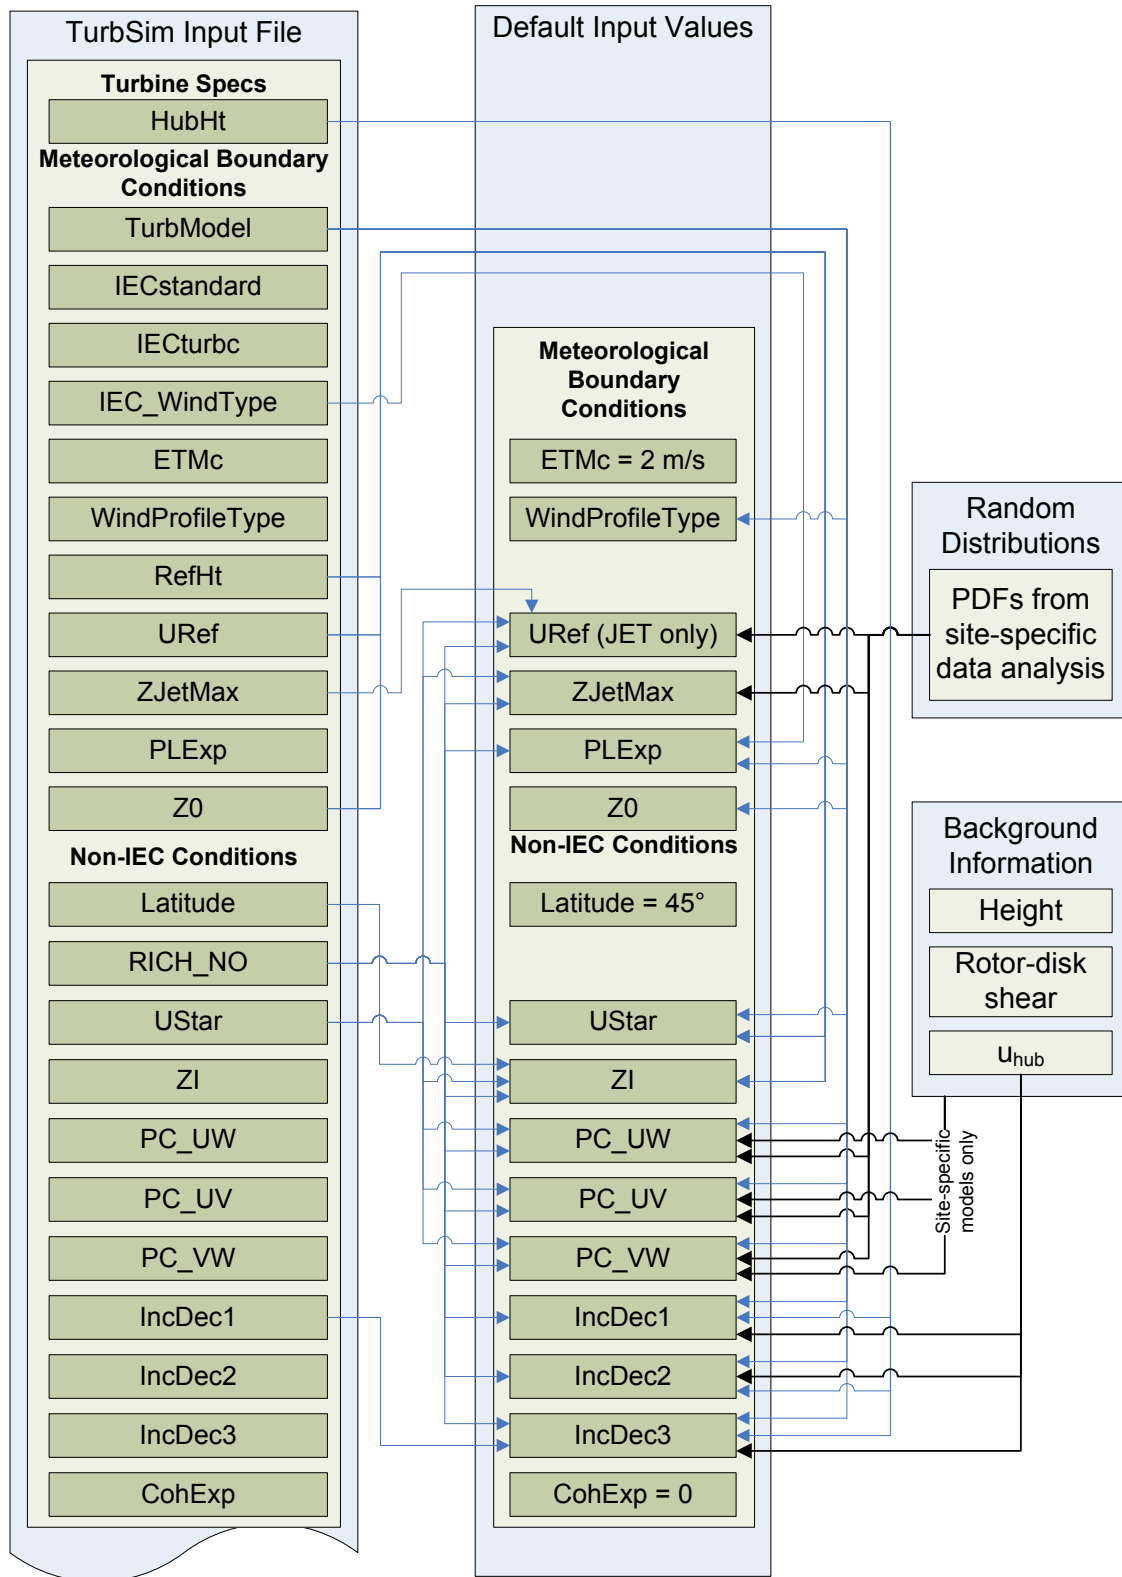 TurbSim Input File
Turbine Specs
HubHt
Meteorological Boundary
Conditions
TurbModel
IECstandard
IECturbc
IEC_WindType
ETMc
WindProfileType
RefHt
URef
ZJetMax
PLExp
Z0
Non-IEC Conditions
Latitude
RICH_NO
UStar
ZI
PC_UW
PC_UV
PC_VW
IncDec1
IncDec2
IncDec3
CohExp
Default Input Values
Meteorological
Boundary
Conditions
ETMc = 2 m/s
WindProfileType
URef (JET only)
ZJetMax
PLExp
Z0
Non-IEC Conditions
Latitude = 45°
UStar
ZI
PC_UW
PC_UV
PC_VW
IncDec1
IncDec2
IncDec3
CohExp = 0
Random
Distributions
PDFs from
site-specific
data analysis
Background
Information
Height
Rotor-disk
shear
u_hub
Site-specific
models only